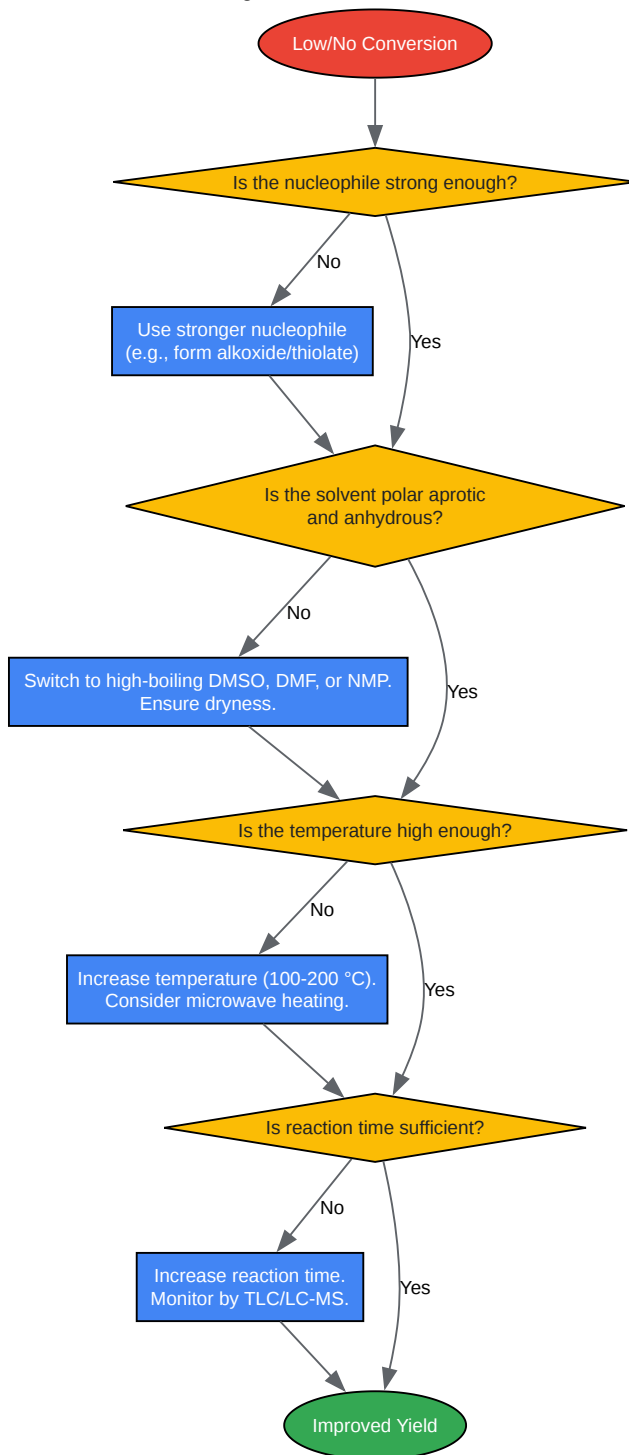 Low/No Conversion
Is the nucleophile strong enough?
No
Use stronger nucleophile
(e.g., form alkoxide/thiolate)
Yes
Is the solvent polar aprotic
and anhydrous?
No
Switch to high-boiling DMSO, DMF, or NMP.
Ensure dryness.
Yes
Is the temperature high enough?
No
Increase temperature (100-200 °C).
Consider microwave heating.
Yes
Is reaction time sufficient?
No
Increase reaction time.
Monitor by TLC/LC-MS.
Yes
Improved Yield